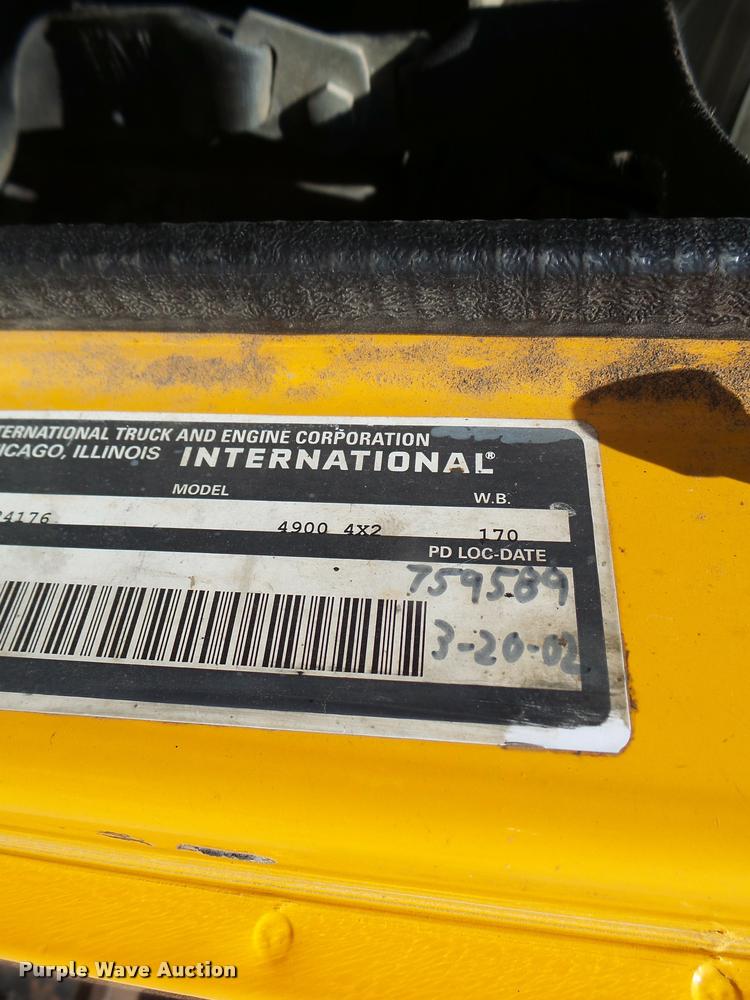 TERNATIONAL TRUCK AND ENGINE CORPORATION
ICAGO, ILLINOIS INTERNATIONAL®
MODEL W.B.
4176 4900 4X2 170
PD LOC-DATE
759589
3-20-02
Purple Wave Auction